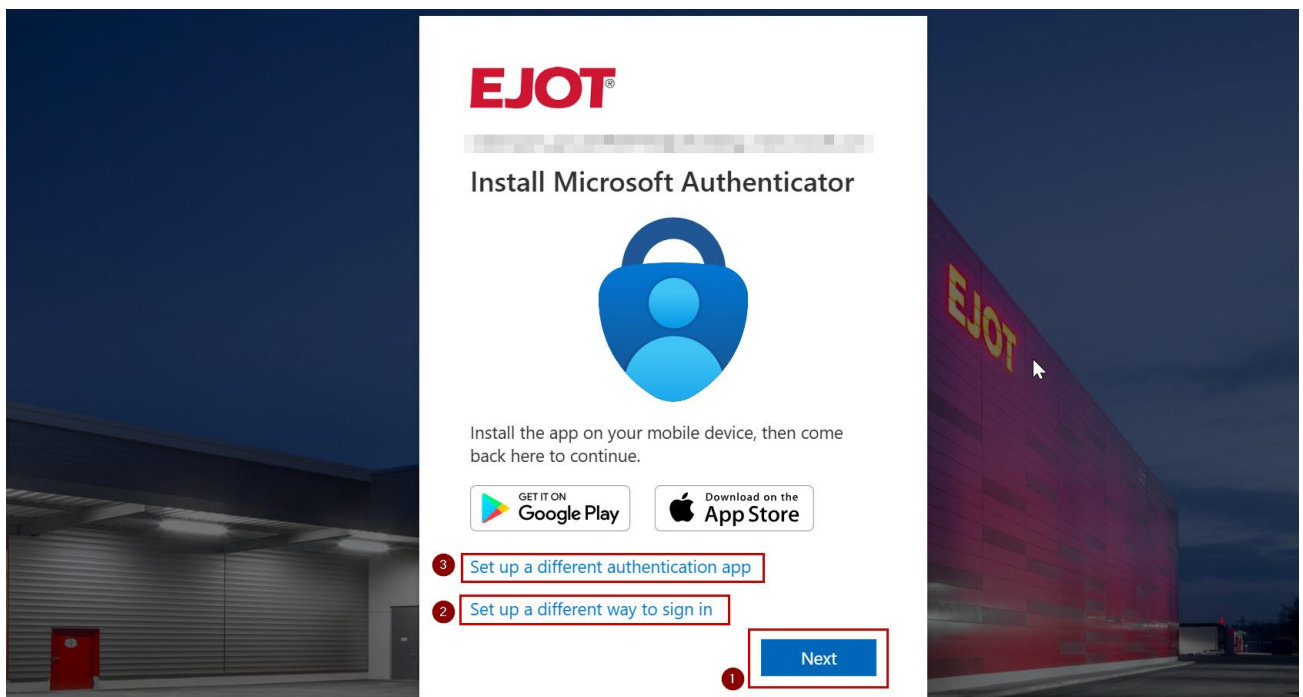 EJOT®
Install Microsoft Authenticator
EJOT
Install the app on your mobile device, then come
back here to continue.
GET IT ON
Google Play
Download on the
App Store
3
Set up a different authentication app
2
Set up a different way to sign in
Next
1